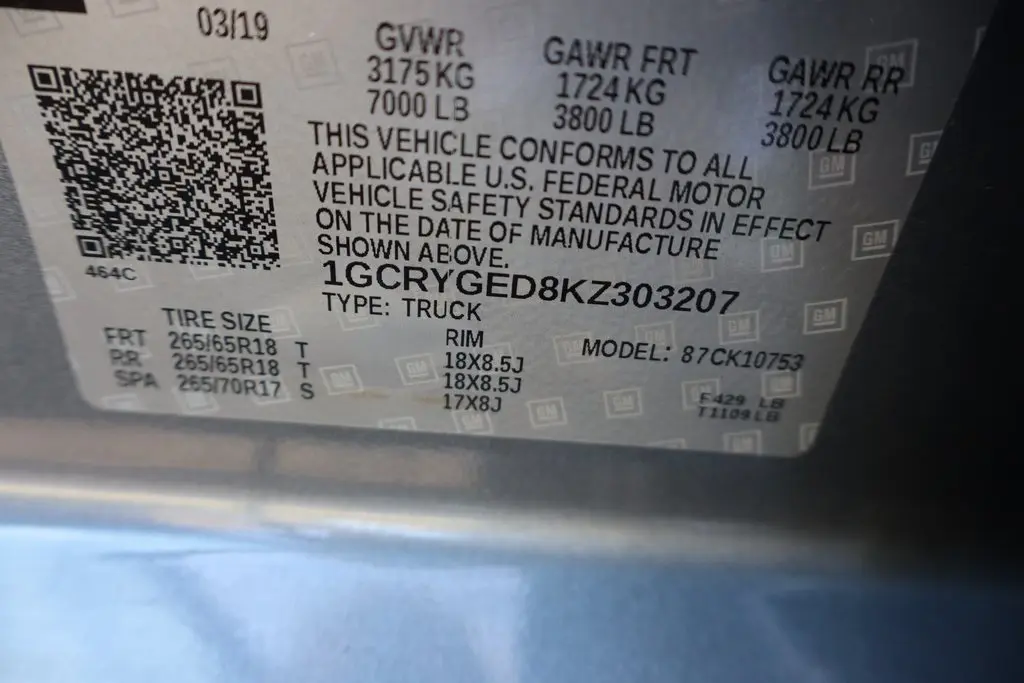 03/19
GVWR GAWR FRT GAWR RR
3175 KG 1724 KG 1724 KG
7000 LB 3800 LB 3800 LB
THIS VEHICLE CONFORMS TO ALL
APPLICABLE U.S. FEDERAL MOTOR
VEHICLE SAFETY STANDARDS IN EFFECT
ON THE DATE OF MANUFACTURE
SHOWN ABOVE.
464C
1GCRYGED8KZ303207
TYPE: TRUCK
TIRE SIZE RIM MODEL: 87CK10753
FRT 265/65R18 T 18X8.5J
RR 265/65R18 T 18X8.5J
SPA 265/70R17 S 17X8J
F429 LB
T1109 LB
GM